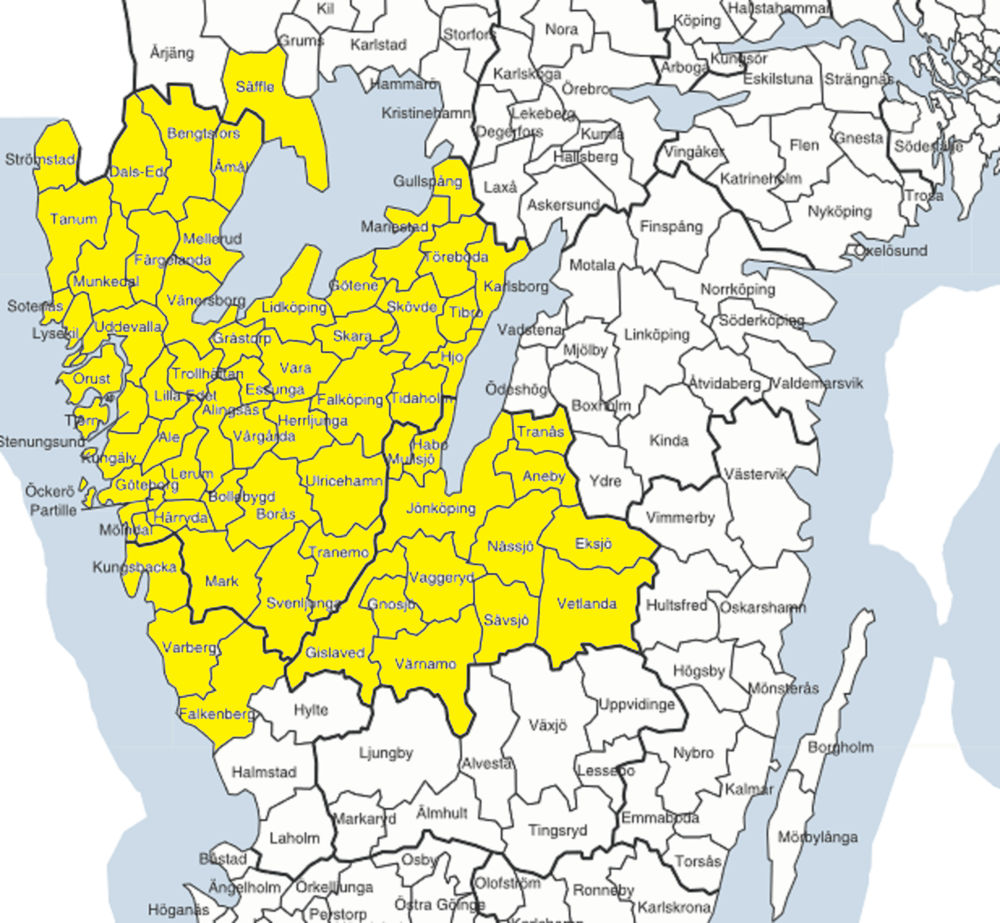 Kil
Hallstahammar
Köping
Nora
Storfors
Grums
Karlstad
Årjäng
Kungsör
Arboga
Karlskoga
Eskilstuna
Strängnäs
Hammarö
Säffle
Örebro
Kristinehamn
Lekeberg
Degerfors
Kumla
Bengtsfors
Flen
Gnesta
Södertälje
Vingåker
Hallsberg
Strömstad
Åmål
Dals-Ed
Gullspång
Laxå
Katrineholm
Trosa
Askersund
Nyköping
Tanum
Mariestad
Finspång
Mellerud
Oxelösund
Töreboda
Färgelanda
Motala
Munkedal
Götene
Karlsborg
Norrköping
Vänersborg
Sotenäs
Lidköping
Skövde
Tibro
Söderköping
Uddevalla
Lysekil
Vadstena
Linköping
Skara
Grästorp
Mjölby
Hjo
Vara
Trollhättan
Orust
Essunga
Ödeshög
Åtvidaberg
Valdemarsvik
Lilla Edet
Falköping
Tidaholm
Alingsås
Boxholm
Tjörn
Herrljunga
Tranås
Vårgårda
Ale
Stenungsund
Habo
Kinda
Kungälv
Mullsjö
Lerum
Västervik
Aneby
Ulricehamn
Ydre
Göteborg
Öckerö
Bollebygd
Partille
Jönköping
Borås
Härryda
Vimmerby
Mölndal
Eksjö
Nässjö
Tranemo
Kungsbacka
Vaggeryd
Mark
Svenljunga
Gnosjö
Vetlanda
Hultsfred
Oskarshamn
Sävsjö
Varberg
Gislaved
Värnamo
Högsby
Mönsterås
Uppvidinge
Hylte
Falkenberg
Växjö
Borgholm
Ljungby
Nybro
Alvesta
Halmstad
Lessebo
Kalmar
Älmhult
Markaryd
Emmaboda
Tingsryd
Laholm
Mörbylånga
Båstad
Osby
Torsås
Olofström
Ängelholm
Örkelljunga
Ronneby
Östra Göinge
Karlskrona
Höganäs
Perstorp
Karlshamn